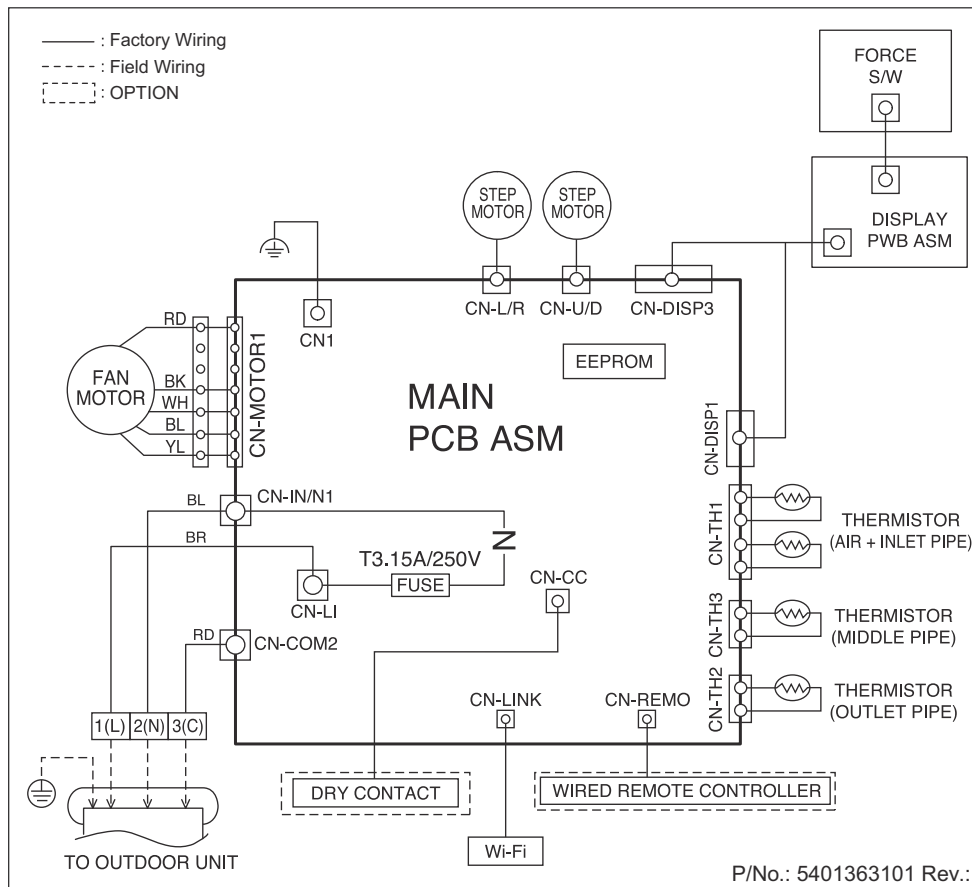 : Factory Wiring
: Field Wiring
: OPTION
FORCE
S/W
DISPLAY
PWB ASM
STEP
MOTOR
STEP
MOTOR
CN-L/R
CN-U/D
CN-DISP3
CN1
EEPROM
RD
BK
WH
BL
YL
FAN
MOTOR
CN-MOTOR1
MAIN
PCB ASM
CN-DISP1
CN-TH1
THERMISTOR
(AIR + INLET PIPE)
CN-TH3
THERMISTOR
(MIDDLE PIPE)
CN-TH2
THERMISTOR
(OUTLET PIPE)
BL
CN-IN/N1
BR
T3.15A/250V
FUSE
CN-LI
CN-CC
RD
CN-COM2
CN-LINK
CN-REMO
1(L)
2(N)
3(C)
DRY CONTACT
WIRED REMOTE CONTROLLER
Wi-Fi
TO OUTDOOR UNIT
P/No.: 5401363101 Rev.: